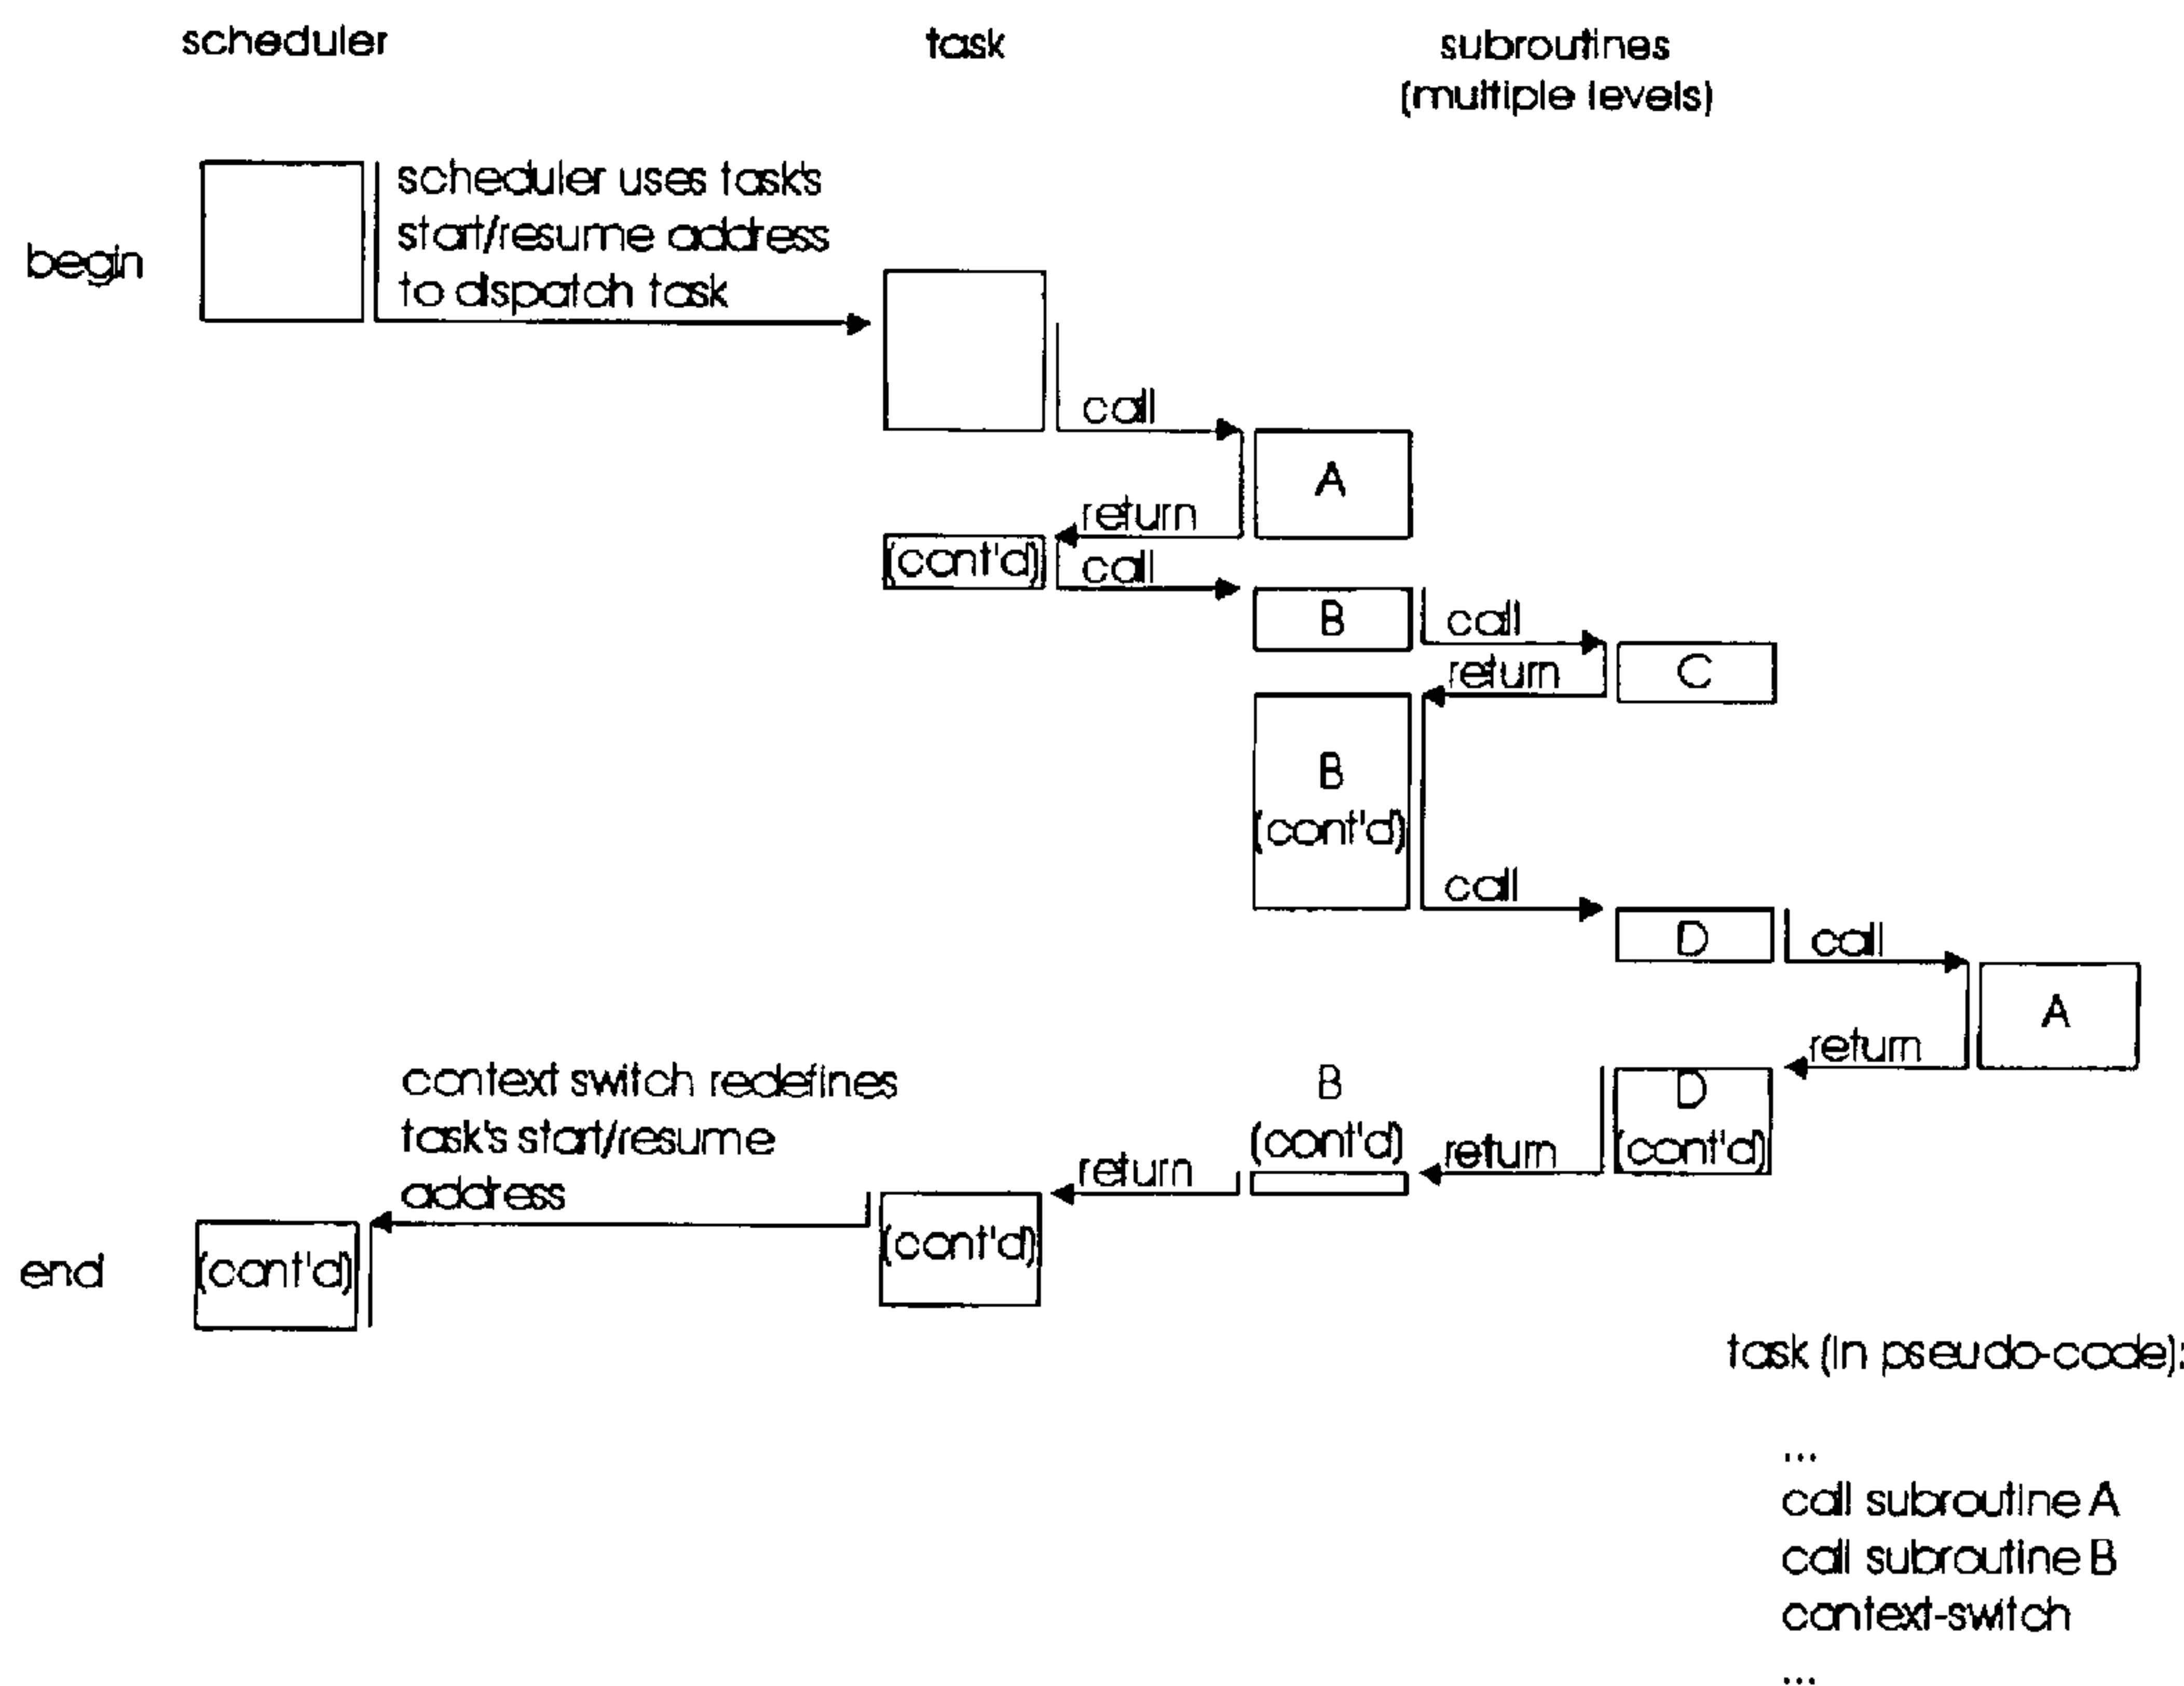 scheduler
task
subroutines
(multiple levels)
begin
scheduler uses task's
start/resume address
to dispatch task
call
A
return
(cont'd)
call
B
call
return
C
B
(cont'd)
call
D
call
A
return
D
(cont'd)
return
B
(cont'd)
return
context switch redefines
task's start/resume
address
(cont'd)
end
(cont'd)
task (in pseudo-code):
...
call subroutine A
call subroutine B
context-switch
...